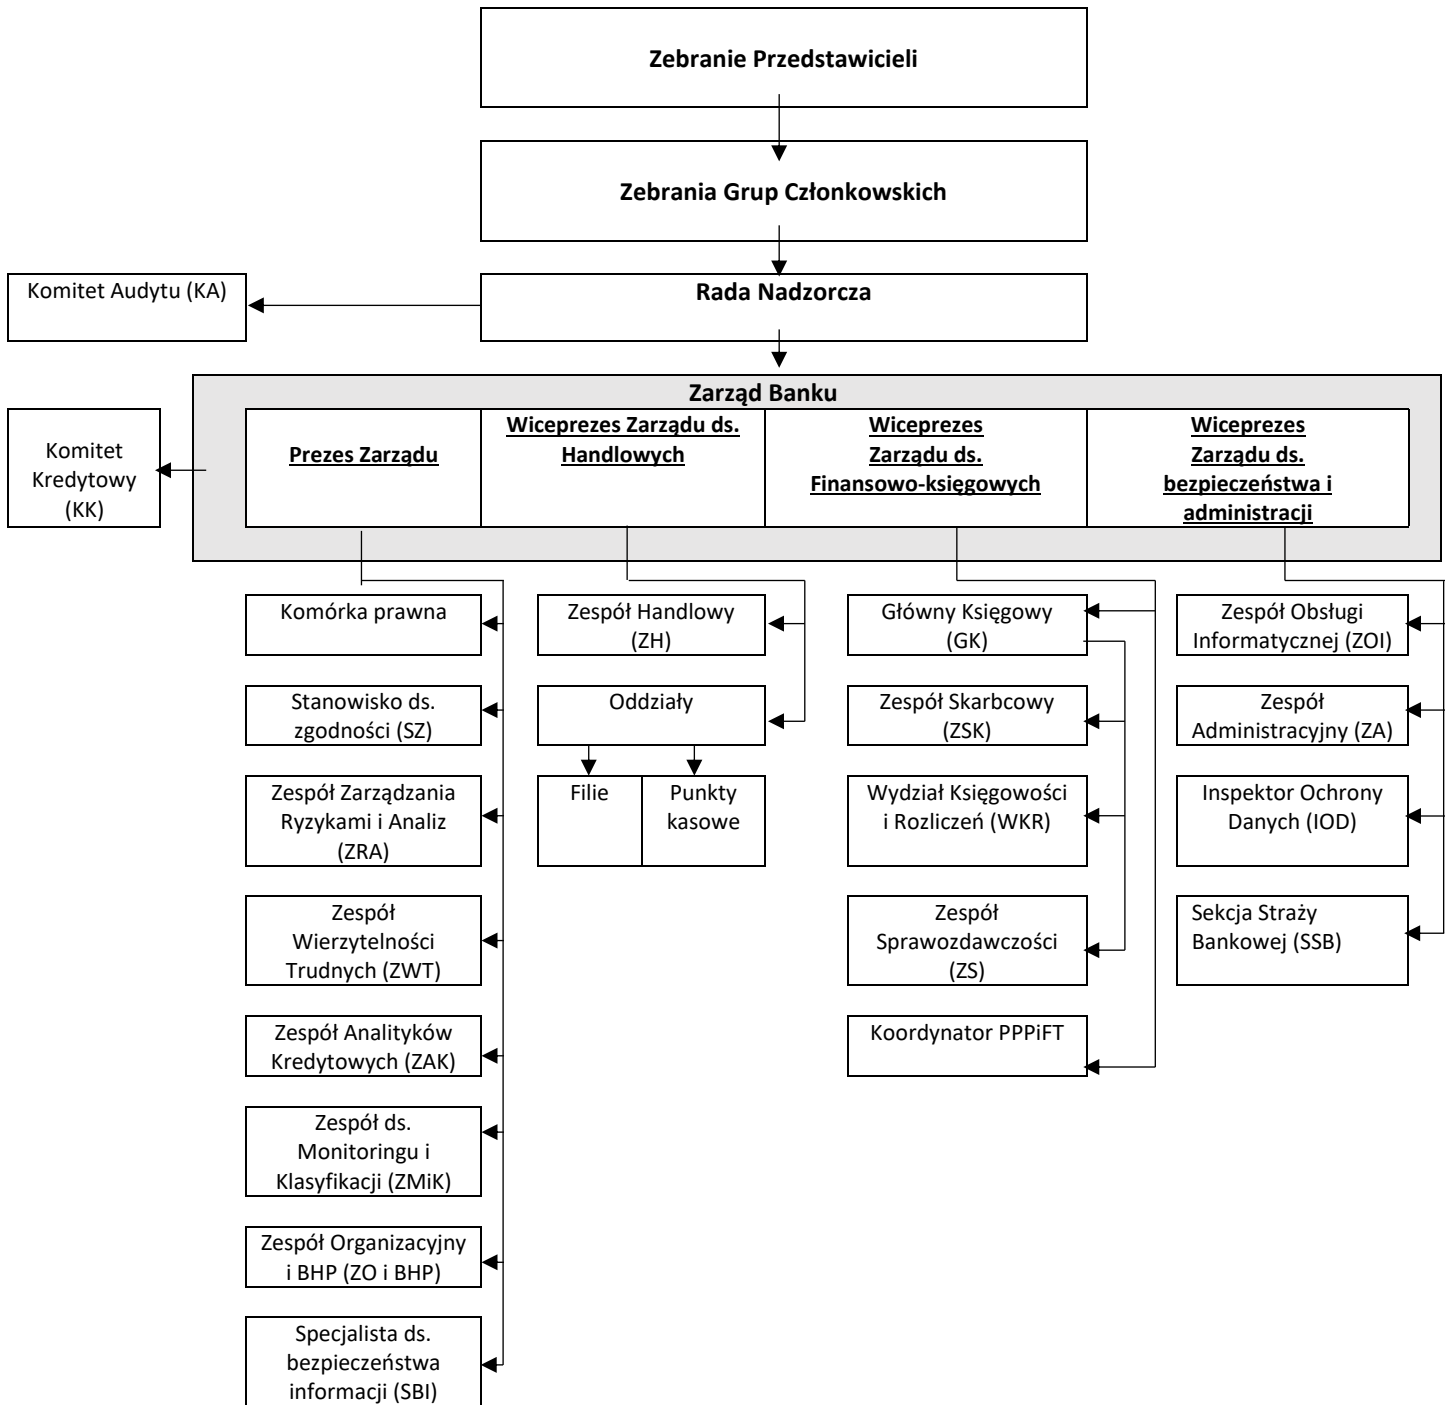 Zebranie Przedstawicieli
Zebrania Grup Członkowskich
Komitet Audytu (KA)
Rada Nadzorcza
Zarząd Banku
Komitet
Kredytowy
(KK)
Prezes Zarządu
Wiceprezes Zarządu ds.
Handlowych
Wiceprezes
Zarządu ds.
Finansowo-księgowych
Wiceprezes
Zarządu ds.
bezpieczeństwa i
administracji
Komórka prawna
Stanowisko ds.
zgodności (SZ)
Zespół Zarządzania
Ryzykami i Analiz
(ZRA)
Zespół
Wierzytelności
Trudnych (ZWT)
Zespół Analityków
Kredytowych (ZAK)
Zespół ds.
Monitoringu i
Klasyfikacji (ZMiK)
Zespół Organizacyjny
i BHP (ZO i BHP)
Specjalista ds.
bezpieczeństwa
informacji (SBI)
Zespół Handlowy
(ZH)
Oddziały
Filie
Punkty
kasowe
Główny Księgowy
(GK)
Zespół Skarbcowy
(ZSK)
Wydział Księgowości
i Rozliczeń (WKR)
Zespół
Sprawozdawczości
(ZS)
Koordynator PPPiFT
Zespół Obsługi
Informatycznej (ZOI)
Zespół
Administracyjny (ZA)
Inspektor Ochrony
Danych (IOD)
Sekcja Straży
Bankowej (SSB)